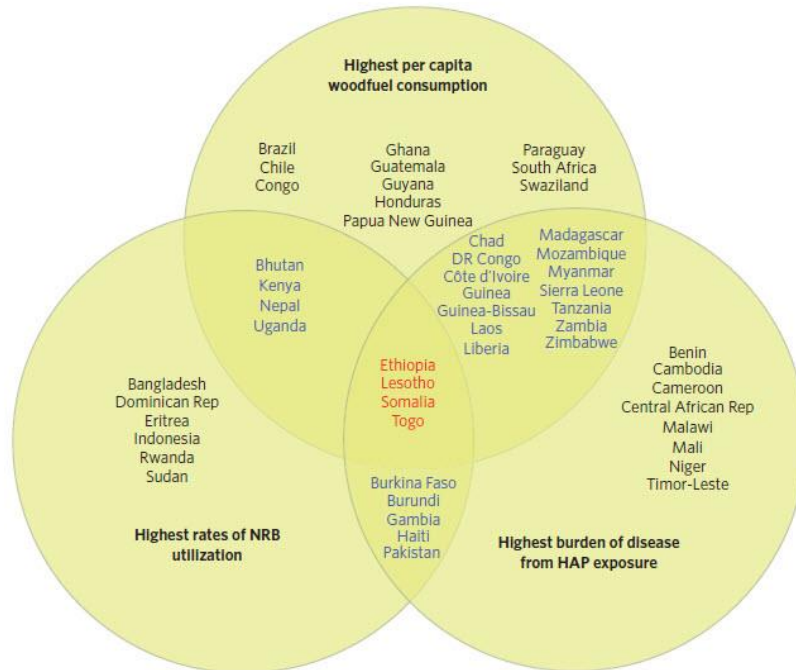 Highest per capita
woodfuel consumption
Brazil
Chile
Congo
Ghana
Guatemala
Guyana
Honduras
Papua New Guinea
Paraguay
South Africa
Swaziland
Bhutan
Kenya
Nepal
Uganda
Chad
DR Congo
Côte d'Ivoire
Guinea
Guinea-Bissau
Laos
Liberia
Madagascar
Mozambique
Myanmar
Sierra Leone
Tanzania
Zambia
Zimbabwe
Ethiopia
Lesotho
Somalia
Togo
Bangladesh
Dominican Rep
Eritrea
Indonesia
Rwanda
Sudan
Benin
Cambodia
Cameroon
Central African Rep
Malawi
Mali
Niger
Timor-Leste
Burkina Faso
Burundi
Gambia
Haiti
Pakistan
Highest rates of NRB
utilization
Highest burden of disease
from HAP exposure